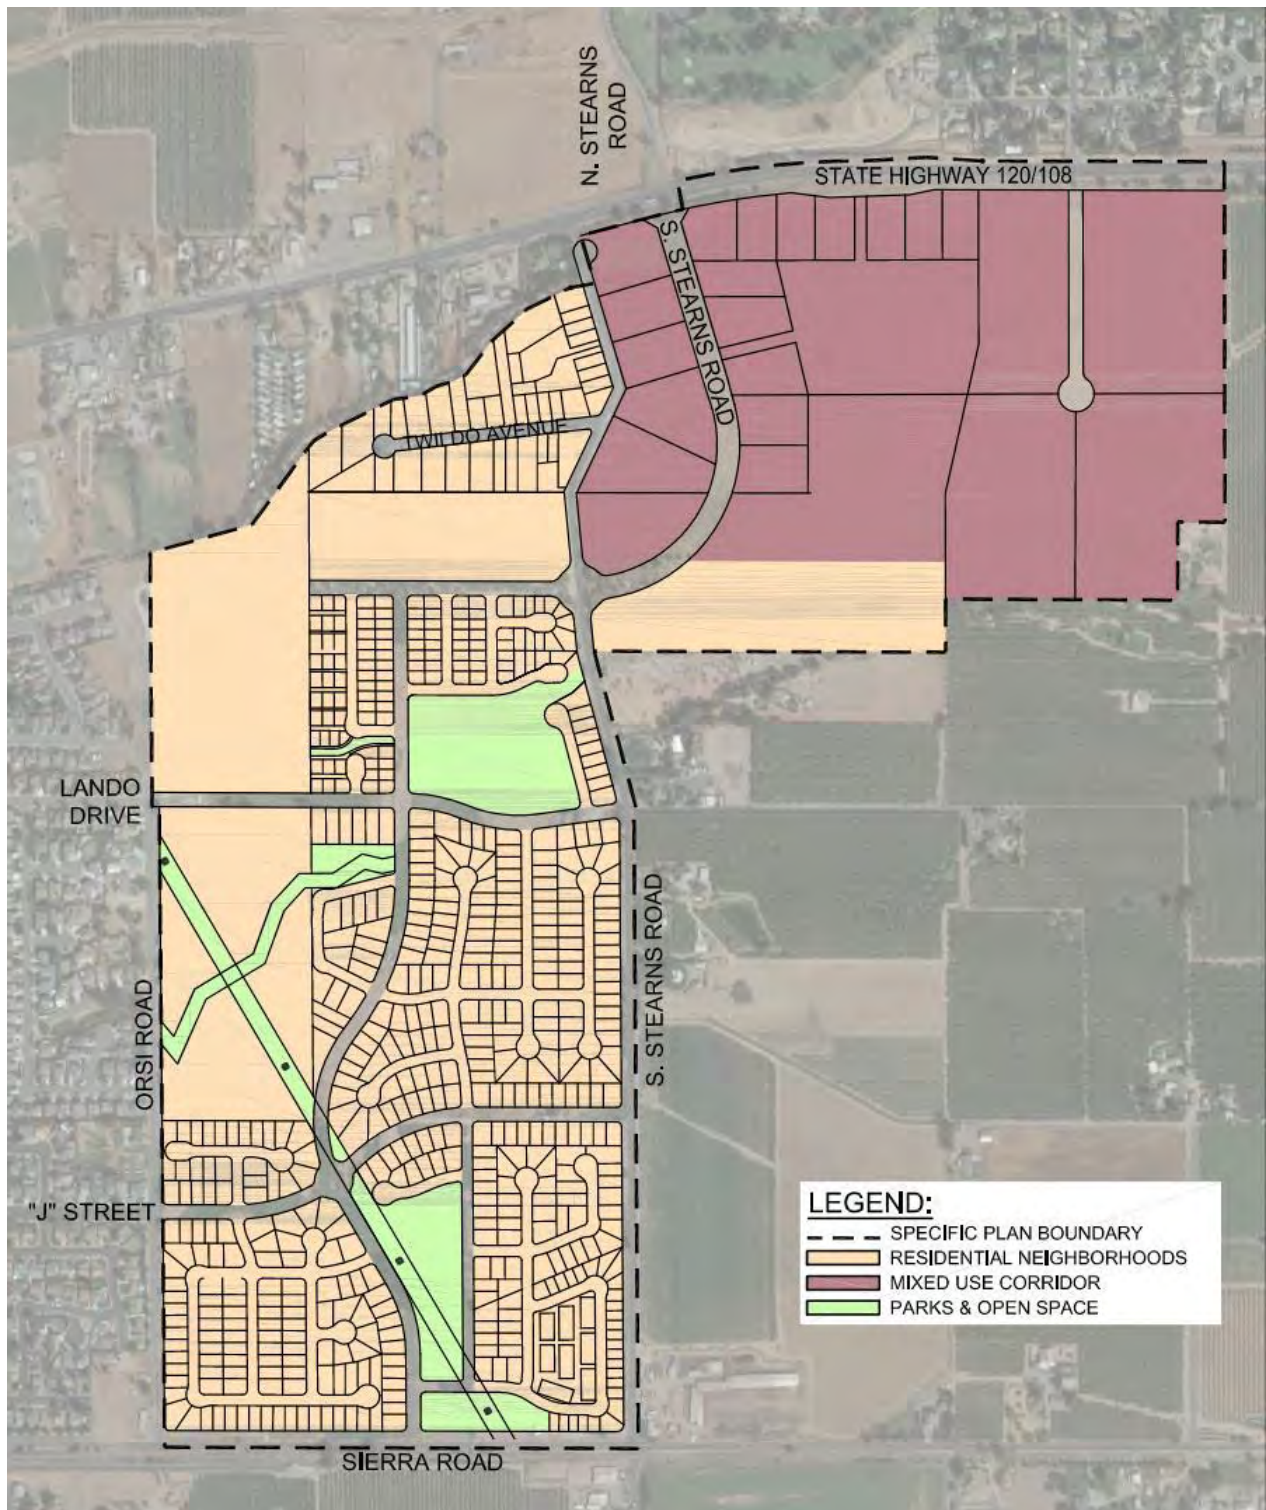 N. STEARNS
ROAD
STATE HIGHWAY 120/108
S. STEARNS ROAD
TWILDO AVENUE
LANDO
DRIVE
S. STEARNS ROAD
ORSI ROAD
"J" STREET
LEGEND:
SPECIFIC PLAN BOUNDARY
RESIDENTIAL NEIGHBORHOODS
MIXED USE CORRIDOR
PARKS & OPEN SPACE
SIERRA ROAD